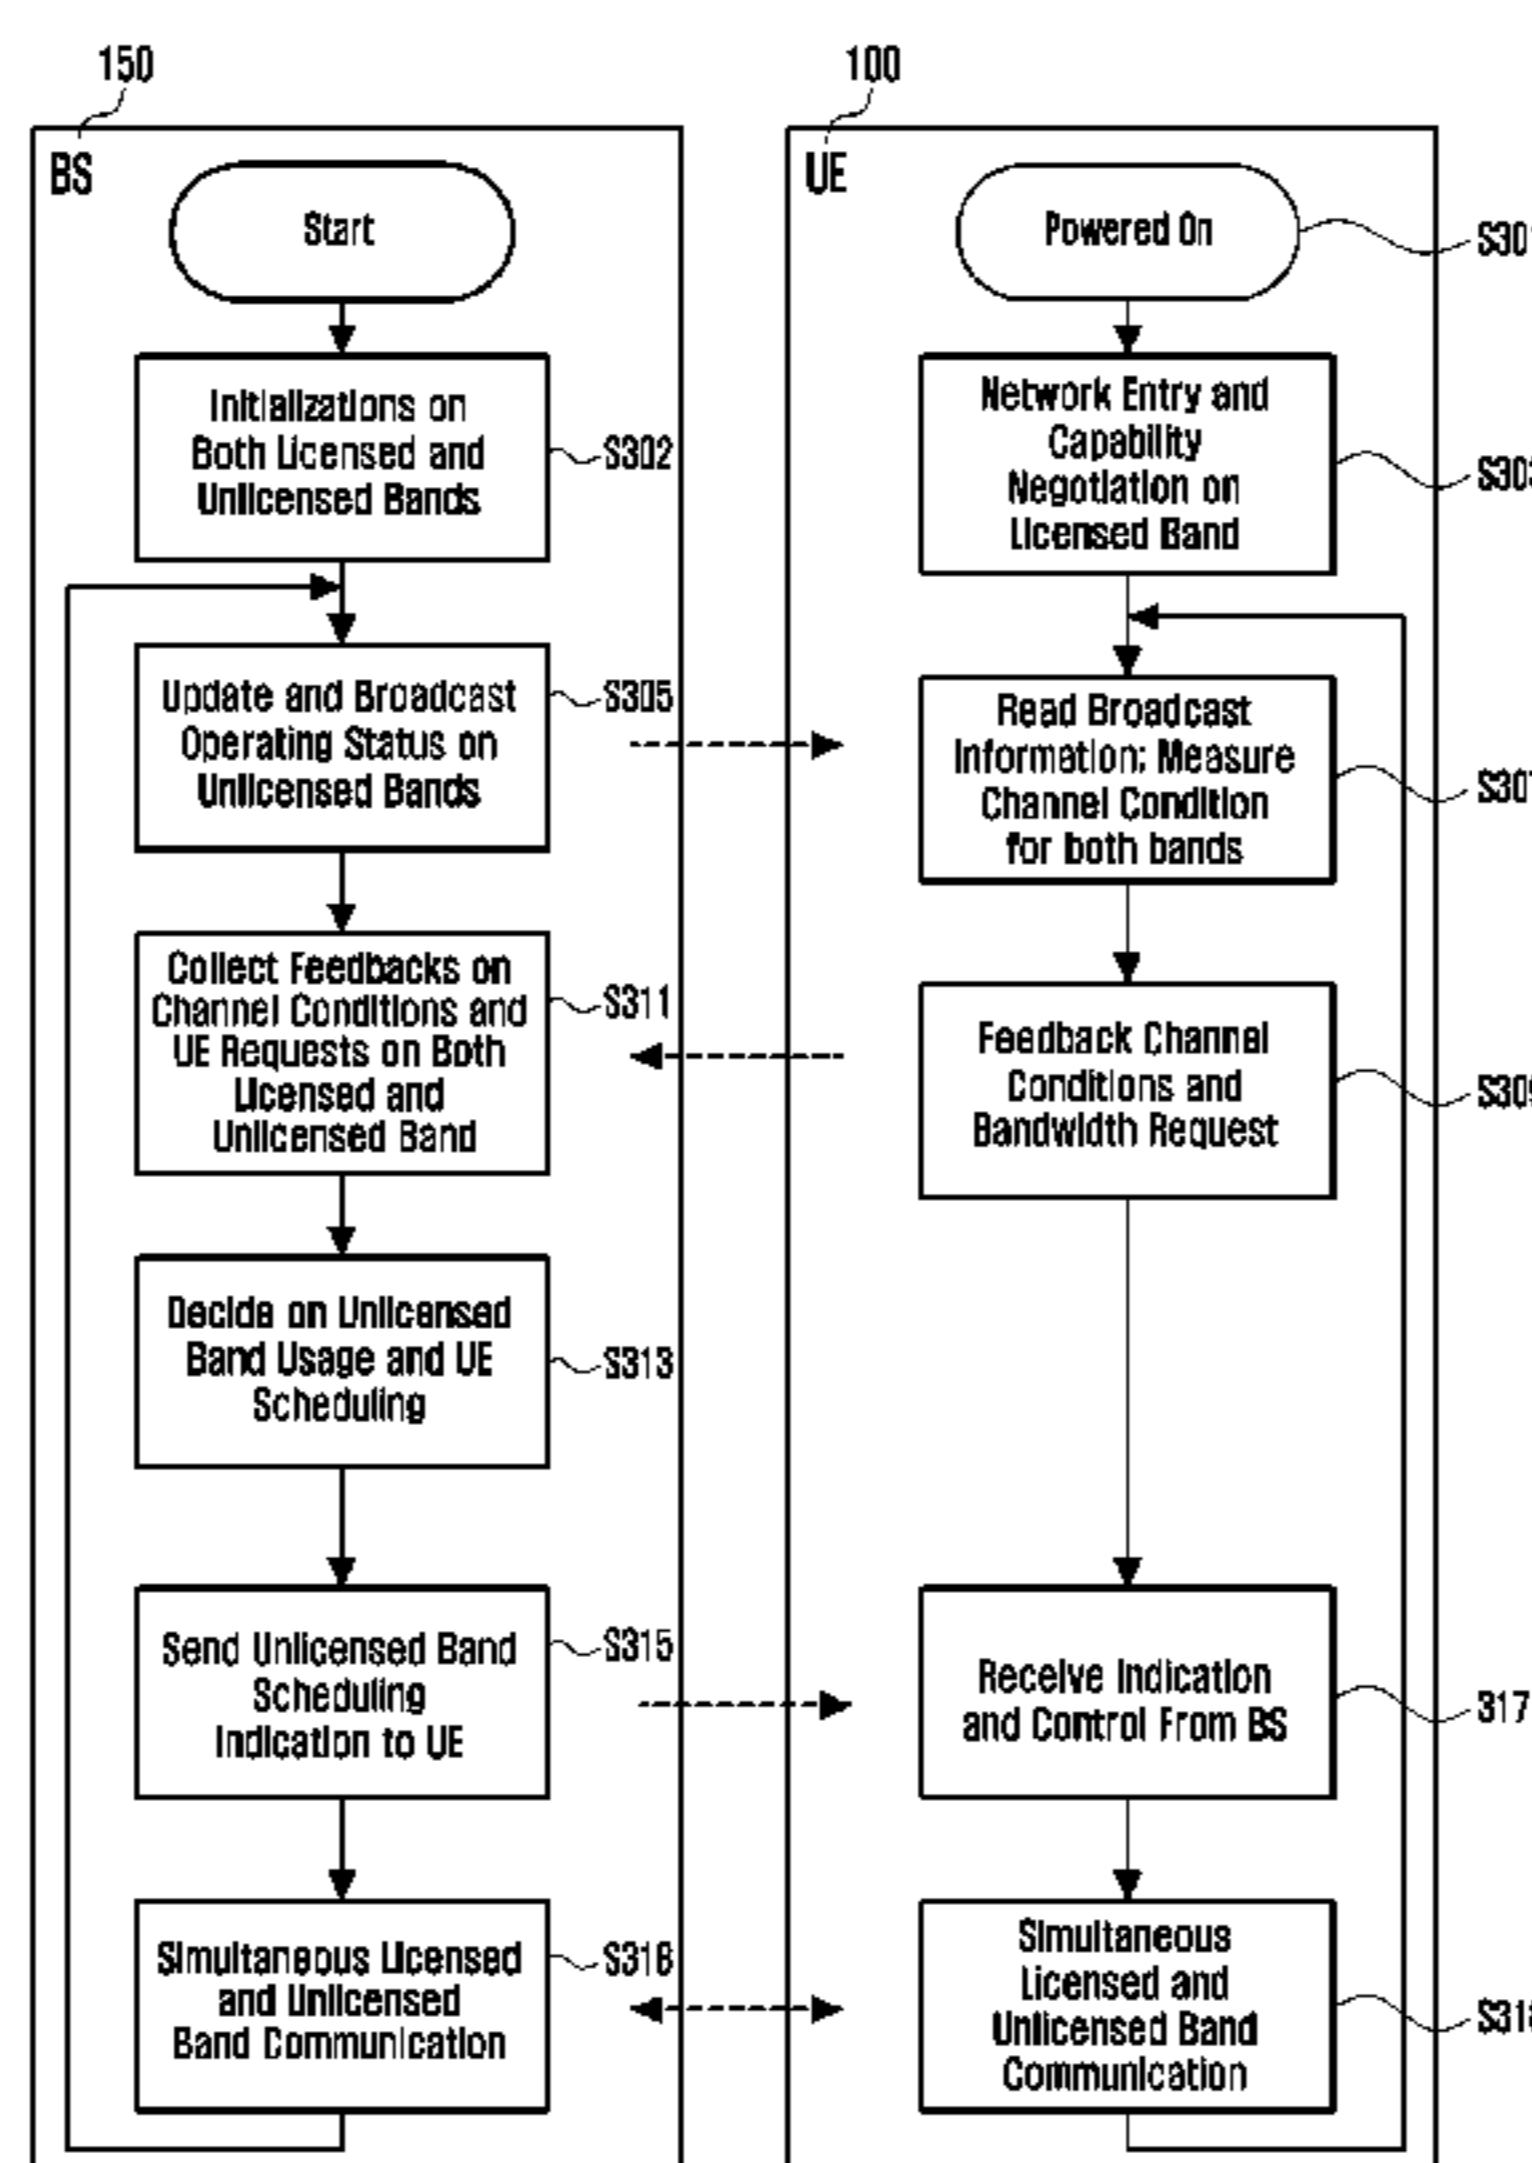 150
BS
Start
Initializations on
Both Licensed and
Unlicensed Bands
S302
Update and Broadcast
Operating Status on
Unlicensed Bands
S305
Collect Feedbacks on
Channel Conditions and
UE Requests on Both
Licensed and
Unlicensed Band
S311
Decide on Unlicensed
Band Usage and UE
Scheduling
S313
Send Unlicensed Band
Scheduling
Indication to UE
S315
Simultaneous Licensed
and Unlicensed
Band Communication
100
UE
Powered On
Network Entry and
Capability
Negotiation on
Licensed Band
Read Broadcast
Information; Measure
Channel Condition
for both bands
Feedback Channel
Conditions and
Bandwidth Request
Receive Indication
and Control From BS
317
Simultaneous
Licensed and
Unlicensed Band
Communication